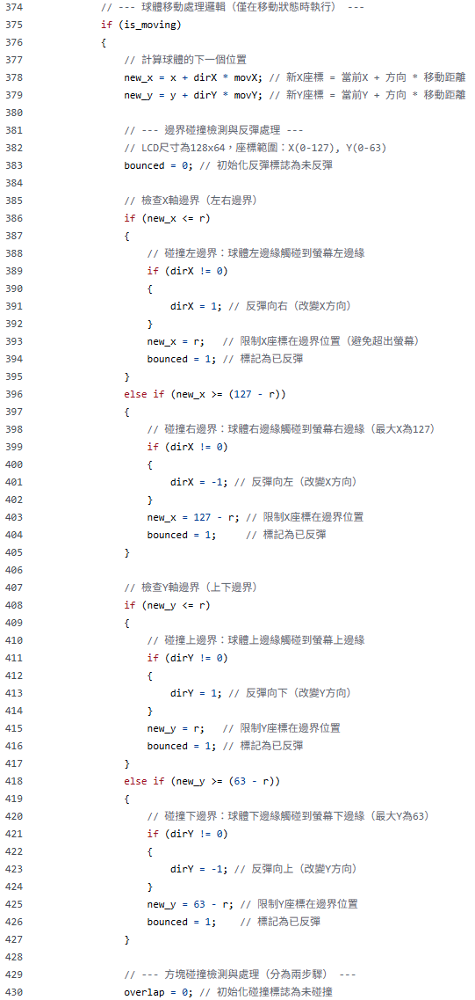 374 // --- 球體移動處理邏輯（僅在移動狀態時執行） ---
375 if (is_moving)
376 {
377 // 計算球體的下一個位置
378 new_x = x + dirX * movX; // 新X座標 = 當前X + 方向 * 移動距離
379 new_y = y + dirY * movY; // 新Y座標 = 當前Y + 方向 * 移動距離
380
381 // --- 邊界碰撞檢測與反彈處理 ---
382 // LCD尺寸為128x64，座標範圍：X(0-127), Y(0-63)
383 bounced = 0; // 初始化反彈標誌為未反彈
384
385 // 檢查X軸邊界（左右邊界）
386 if (new_x <= r)
387 {
388 // 碰撞左邊界：球體左邊緣觸碰到螢幕左邊緣
389 if (dirX != 0)
390 {
391 dirX = 1; // 反彈向右（改變X方向）
392 }
393 new_x = r; // 限制X座標在邊界位置（避免超出螢幕）
394 bounced = 1; // 標記為已反彈
395 }
396 else if (new_x >= (127 - r))
397 {
398 // 碰撞右邊界：球體右邊緣觸碰到螢幕右邊緣（最大X為127）
399 if (dirX != 0)
400 {
401 dirX = -1; // 反彈向左（改變X方向）
402 }
403 new_x = 127 - r; // 限制X座標在邊界位置
404 bounced = 1; // 標記為已反彈
405 }
406
407 // 檢查Y軸邊界（上下邊界）
408 if (new_y <= r)
409 {
410 // 碰撞上邊界：球體上邊緣觸碰到螢幕上邊緣
411 if (dirY != 0)
412 {
413 dirY = 1; // 反彈向下（改變Y方向）
414 }
415 new_y = r; // 限制Y座標在邊界位置
416 bounced = 1; // 標記為已反彈
417 }
418 else if (new_y >= (63 - r))
419 {
420 // 碰撞下邊界：球體下邊緣觸碰到螢幕下邊緣（最大Y為63）
421 if (dirY != 0)
422 {
423 dirY = -1; // 反彈向上（改變Y方向）
424 }
425 new_y = 63 - r; // 限制Y座標在邊界位置
426 bounced = 1; // 標記為已反彈
427 }
428
429 // --- 方塊碰撞檢測與處理（分為兩步驟） ---
430 overlap = 0; // 初始化碰撞標誌為未碰撞